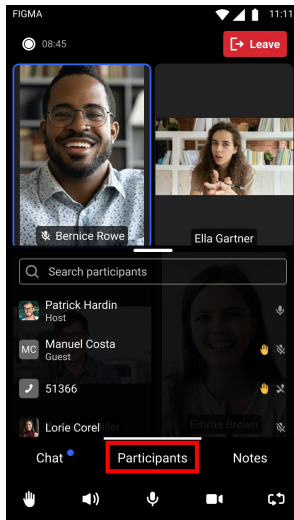 FIGMA
11:11
08:45
Leave
Bernice Rowe
Ella Gartner
Search participants
Patrick Hardin
Host
MC
Manuel Costa
Guest
51366
Lorie Corel
Emma Brown
Chat
Participants
Notes